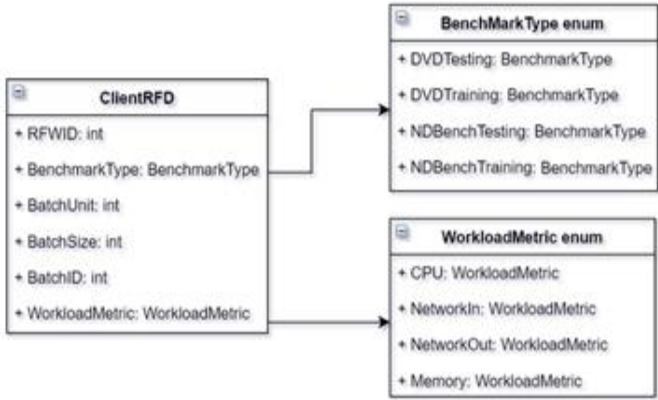 ClientRFD
+ RFWID: int
+ BenchmarkType: BenchmarkType
+ BatchUnit: int
+ BatchSize: int
+ BatchID: int
+ WorkloadMetric: WorkloadMetric
BenchMarkType enum
+ DVDTesting: BenchmarkType
+ DVDTraining: BenchmarkType
+ NDBenchTesting: BenchmarkType
+ NDBenchTraining: BenchmarkType
WorkloadMetric enum
+ CPU: WorkloadMetric
+ NetworkIn: WorkloadMetric
+ NetworkOut: WorkloadMetric
+ Memory: WorkloadMetric